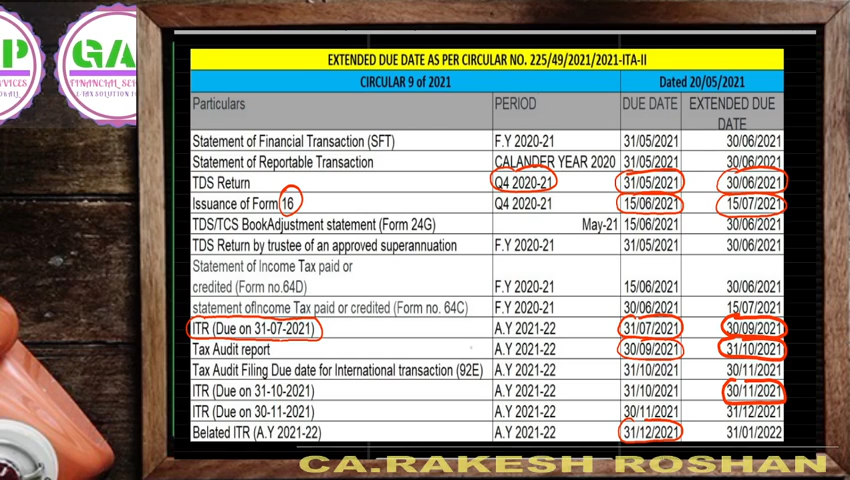 P GA
VICES FINANCIAL SER
O KALL E-TAX SOLUTION FO
EXTENDED DUE DATE AS PER CIRCULAR NO. 225/49/2021/2021-ITA-II
CIRCULAR 9 of 2021 Dated 20/05/2021
Particulars PERIOD DUE DATE EXTENDED DUE DATE
Statement of Financial Transaction (SFT) F.Y 2020-21 31/05/2021 30/06/2021
Statement of Reportable Transaction CALANDER YEAR 2020 31/05/2021 30/06/2021
TDS Return Q4 2020-21 31/05/2021 30/06/2021
Issuance of Form 16 Q4 2020-21 15/06/2021 15/07/2021
TDS/TCS BookAdjustment statement (Form 24G) May-21 15/06/2021 30/06/2021
TDS Return by trustee of an approved superannuation F.Y 2020-21 31/05/2021 30/06/2021
Statement of Income Tax paid or
credited (Form no.64D) F.Y 2020-21 15/06/2021 30/06/2021
statement ofIncome Tax paid or credited (Form no. 64C) F.Y 2020-21 30/06/2021 15/07/2021
ITR (Due on 31-07-2021) A.Y 2021-22 31/07/2021 30/09/2021
Tax Audit report A.Y 2021-22 30/09/2021 31/10/2021
Tax Audit Filing Due date for International transaction (92E) A.Y 2021-22 31/10/2021 30/11/2021
ITR (Due on 31-10-2021) A.Y 2021-22 31/10/2021 30/11/2021
ITR (Due on 30-11-2021) A.Y 2021-22 30/11/2021 31/12/2021
Belated ITR (A.Y 2021-22) A.Y 2021-22 31/12/2021 31/01/2022
CA.RAKESH ROSHAN